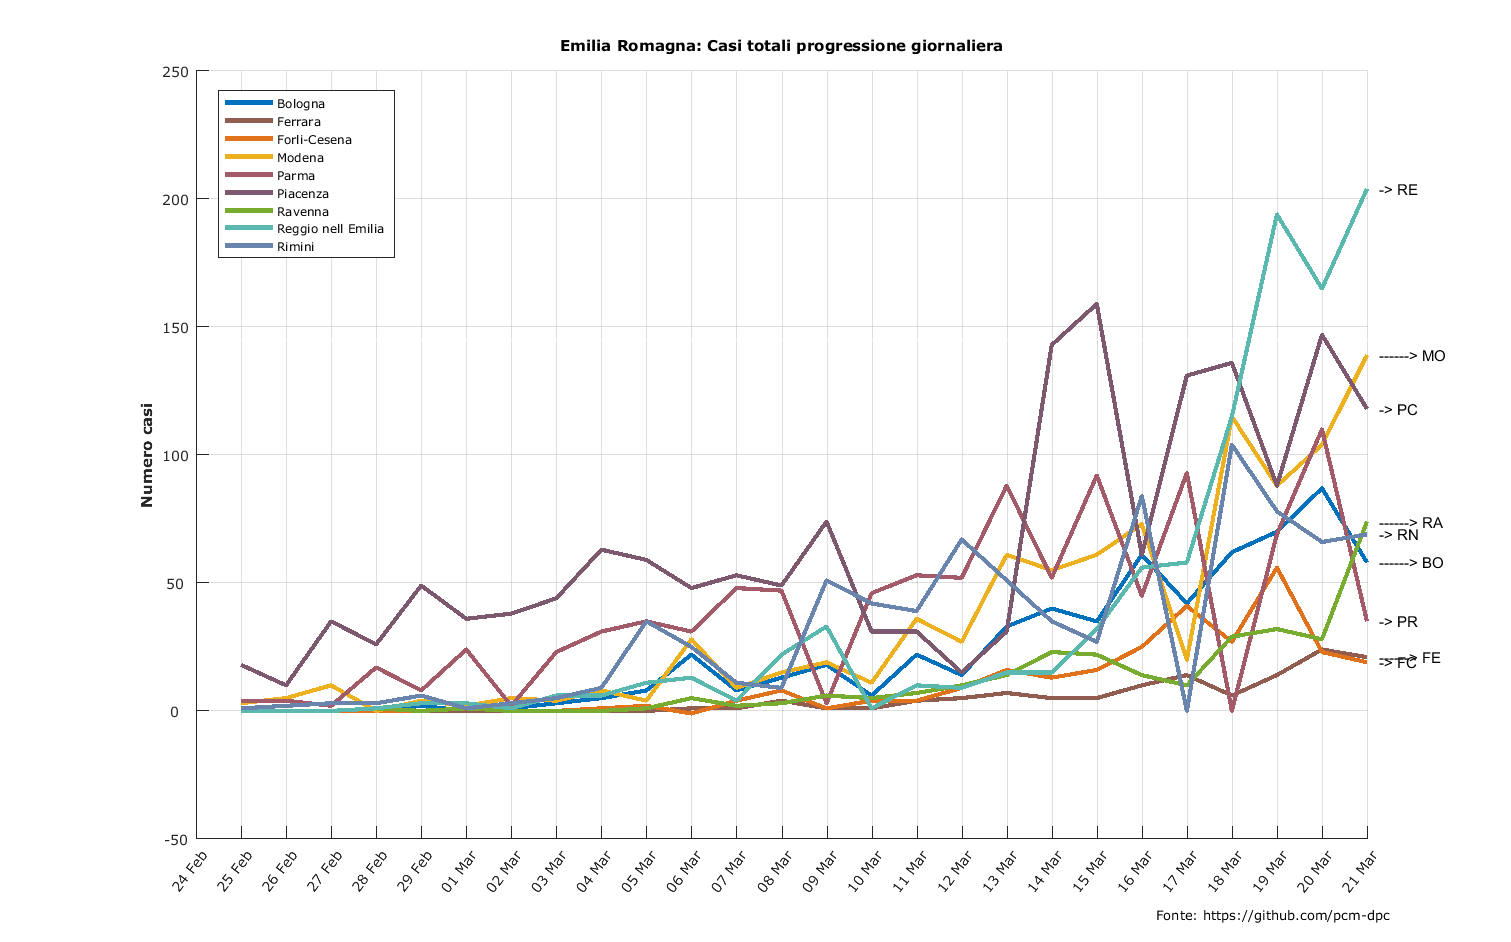 Emilia Romagna: Casi totali progressione giornaliera
250
200
150
100
50
0
-50
Numero casi
Bologna
Ferrara
Forli-Cesena
Modena
Parma
Piacenza
Ravenna
Reggio nell Emilia
Rimini
-> RE
------> MO
-> PC
------> RA
-> RN
------> BO
-> PR
------> FE
-> FC
24 Feb
25 Feb
26 Feb
27 Feb
28 Feb
29 Feb
01 Mar
02 Mar
03 Mar
04 Mar
05 Mar
06 Mar
07 Mar
08 Mar
09 Mar
10 Mar
11 Mar
12 Mar
13 Mar
14 Mar
15 Mar
16 Mar
17 Mar
18 Mar
19 Mar
20 Mar
21 Mar
Fonte: https://github.com/pcm-dpc